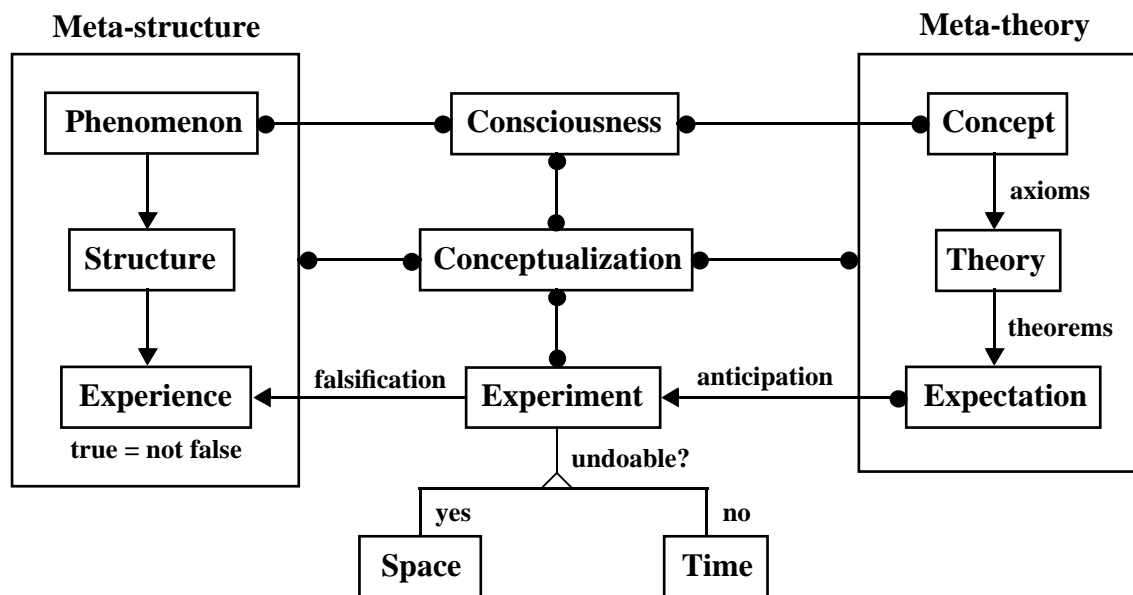 Meta-structure
Meta-theory
Phenomenon
Consciousness
Concept
axioms
Structure
Conceptualization
Theory
theorems
Experience
falsification
Experiment
anticipation
Expectation
true = not false
undoable?
yes
no
Space
Time